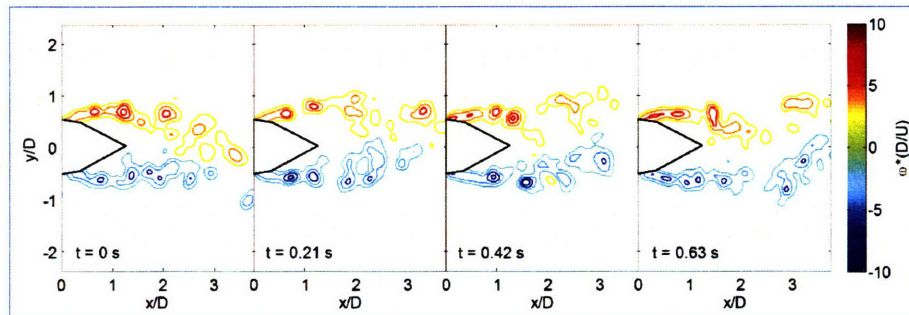 2
1
0
-1
-2
y/D
t = 0 s
t = 0.21 s
t = 0.42 s
t = 0.63 s
0 1 2 3
0 1 2 3
0 1 2 3
0 1 2 3
x/D
x/D
x/D
x/D
10
5
0
-5
-10
ω*(D/U)